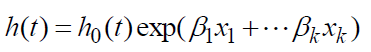 h(t) = h₀(t) exp(β₁x₁ + ⋯ βₖxₖ)